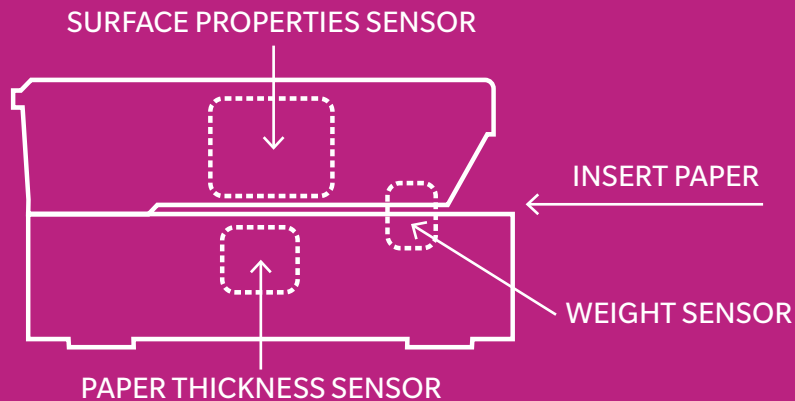 SURFACE PROPERTIES SENSOR
INSERT PAPER
WEIGHT SENSOR
PAPER THICKNESS SENSOR